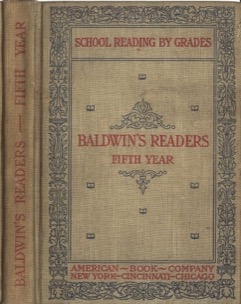 BALDWIN'S READERS — FIFTH YEAR
SCHOOL READING BY GRADES
BALDWIN'S READERS
FIFTH YEAR
AMERICAN - BOOK - COMPANY
NEW YORK - CINCINNATI - CHICAGO